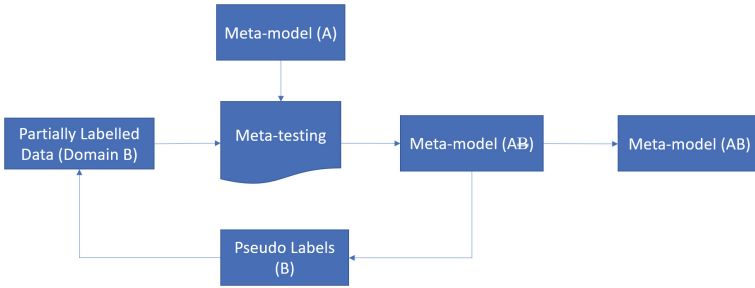 Meta-model (A)
Partially Labelled
Data (Domain B)
Meta-testing
Meta-model (AB)
Meta-model (AB)
Pseudo Labels
(B)